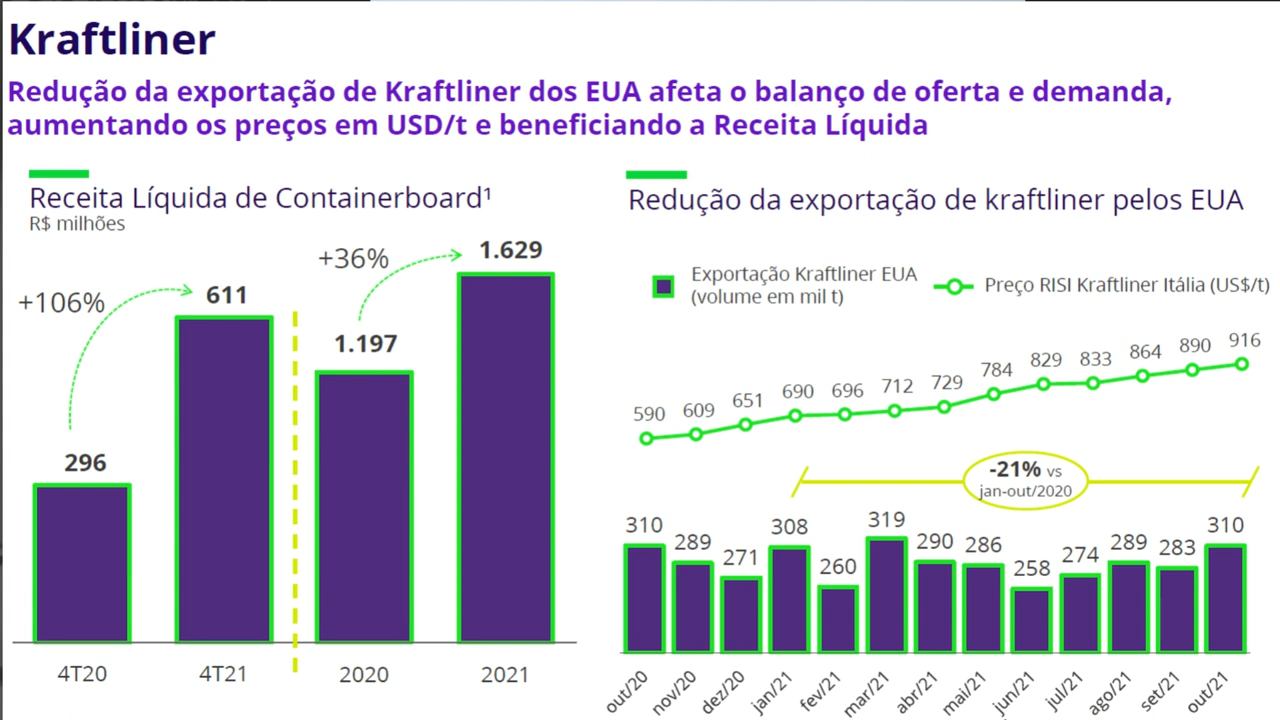 Kraftliner
Redução da exportação de Kraftliner dos EUA afeta o balanço de oferta e demanda,
aumentando os preços em USD/t e beneficiando a Receita Líquida
Receita Líquida de Containerboard¹
R$ milhões
+106%
+36%
296
611
1.197
1.629
4T20
4T21
2020
2021
Redução da exportação de kraftliner pelos EUA
Exportação Kraftliner EUA
(volume em mil t)
Preço RISI Kraftliner Itália (US$/t)
590 609 651 690 696 712 729 784 829 833 864 890 916
-21% vs
jan-out/2020
310 289 271 308 260 319 290 286 258 274 289 283 310
out/20 nov/20 dez/20 jan/21 fev/21 mar/21 abr/21 mai/21 jun/21 jul/21 ago/21 set/21 out/21